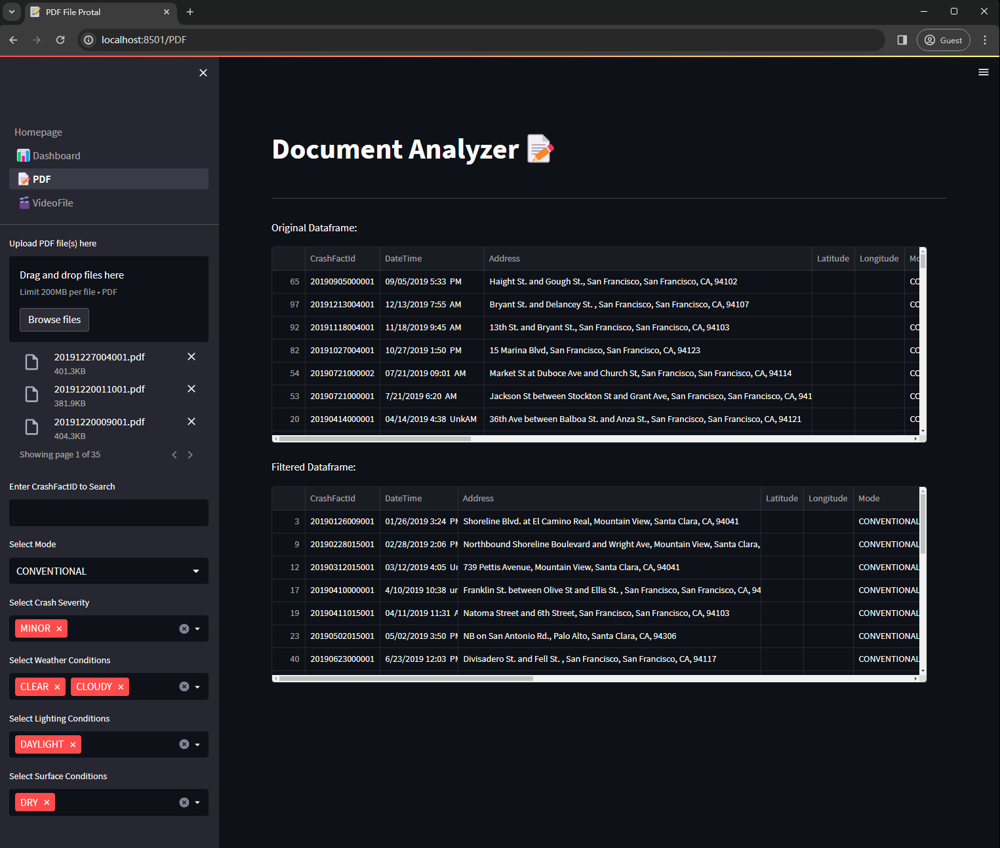 PDF File Protal
localhost:8501/PDF
Guest
Homepage
Dashboard
PDF
VideoFile
Upload PDF file(s) here
Drag and drop files here
Limit 200MB per file • PDF
Browse files
20191227004001.pdf
401.3KB
20191220011001.pdf
381.9KB
20191220009001.pdf
404.3KB
Showing page 1 of 35
Enter CrashFactID to Search
Select Mode
CONVENTIONAL
Select Crash Severity
MINOR
Select Weather Conditions
CLEAR CLOUDY
Select Lighting Conditions
DAYLIGHT
Select Surface Conditions
DRY
Document Analyzer
Original Dataframe:
CrashFactId DateTime Address Latitude Longitude Mo
65 20190905000001 09/05/2019 5:33 PM Haight St. and Gough St., San Francisco, San Francisco, CA, 94102 CO
97 20191213004001 12/13/2019 7:55 AM Bryant St. and Delancey St. , San Francisco, San Francisco, CA, 94107 CO
92 20191118004001 11/18/2019 9:45 AM 13th St. and Bryant St., San Francisco, San Francisco, CA, 94103 CO
82 20191027004001 10/27/2019 1:50 PM 15 Marina Blvd, San Francisco, San Francisco, CA, 94123 CO
54 20190721000002 07/21/2019 09:01 AM Market St at Duboce Ave and Church St, San Francisco, San Francisco, CA, 94114 CO
53 20190721000001 7/21/2019 6:20 AM Jackson St between Stockton St and Grant Ave, San Francisco, San Francisco, CA, 941 CO
20 20190414000001 04/14/2019 4:38 UnkAM 36th Ave between Balboa St. and Anza St., San Francisco, San Francisco, CA, 94121 CO
Filtered Dataframe:
CrashFactId DateTime Address Latitude Longitude Mode
3 20190126009001 01/26/2019 3:24 PM Shoreline Blvd. at El Camino Real, Mountain View, Santa Clara, CA, 94041 CONVENTIONAL
9 20190228015001 02/28/2019 2:06 PM Northbound Shoreline Boulevard and Wright Ave, Mountain View, Santa Clara, CONVENTIONAL
12 20190312015001 03/12/2019 4:05 Un 739 Pettis Avenue, Mountain View, Santa Clara, CA, 94041 CONVENTIONAL
17 20190410000001 4/10/2019 10:38 un Franklin St. between Olive St and Ellis St. , San Francisco, San Francisco, CA, 94 CONVENTIONAL
19 20190411015001 04/11/2019 11:31 A Natoma Street and 6th Street, San Francisco, San Francisco, CA, 94103 CONVENTIONAL
23 20190502015001 05/02/2019 3:50 PM NB on San Antonio Rd., Palo Alto, Santa Clara, CA, 94306 CONVENTIONAL
40 20190623000001 6/23/2019 12:03 PM Divisadero St. and Fell St. , San Francisco, San Francisco, CA, 94117 CONVENTIONAL